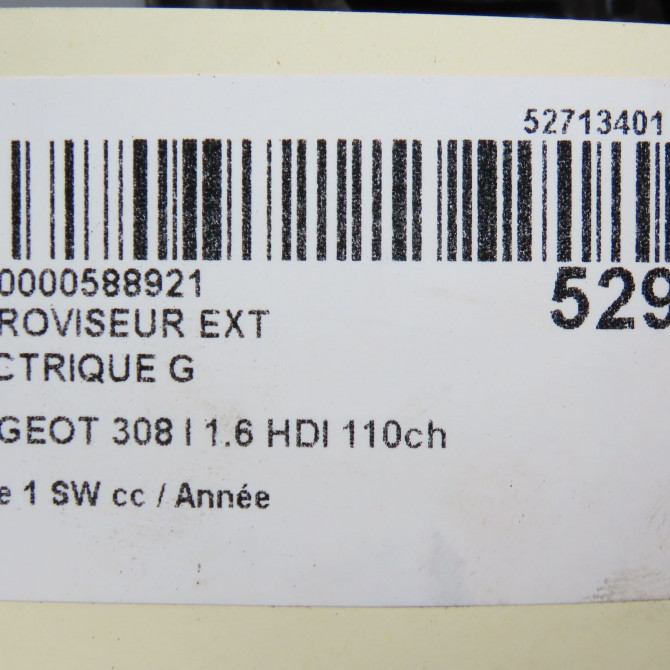 52713401
0000588921
529
ROVISEUR EXT
CTRIQUE G
GEOT 308 I 1.6 HDI 110ch
e 1 SW cc / Année